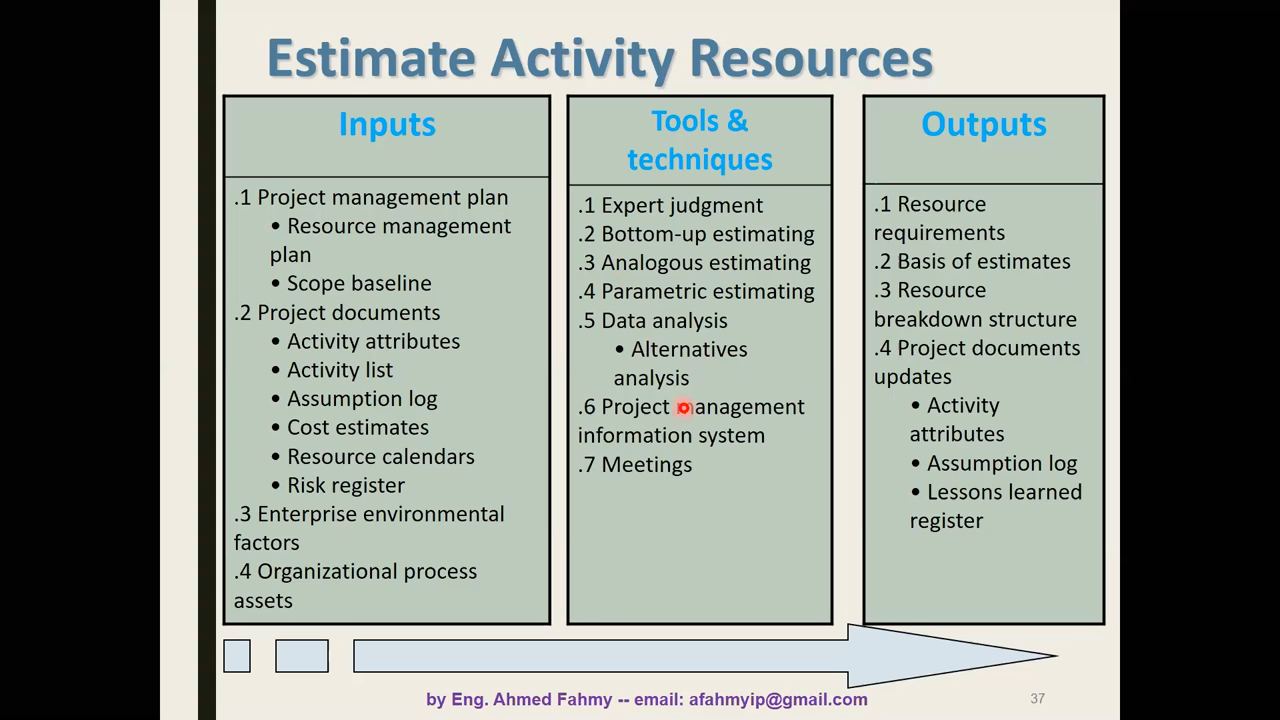 Estimate Activity Resources
Inputs
.1 Project management plan
• Resource management
plan
• Scope baseline
.2 Project documents
• Activity attributes
• Activity list
• Assumption log
• Cost estimates
• Resource calendars
• Risk register
.3 Enterprise environmental
factors
.4 Organizational process
assets
Tools &
techniques
.1 Expert judgment
.2 Bottom-up estimating
.3 Analogous estimating
.4 Parametric estimating
.5 Data analysis
• Alternatives
analysis
.6 Project management
information system
.7 Meetings
Outputs
.1 Resource
requirements
.2 Basis of estimates
.3 Resource
breakdown structure
.4 Project documents
updates
• Activity
attributes
• Assumption log
• Lessons learned
register
by Eng. Ahmed Fahmy -- email: afahmyip@gmail.com
37